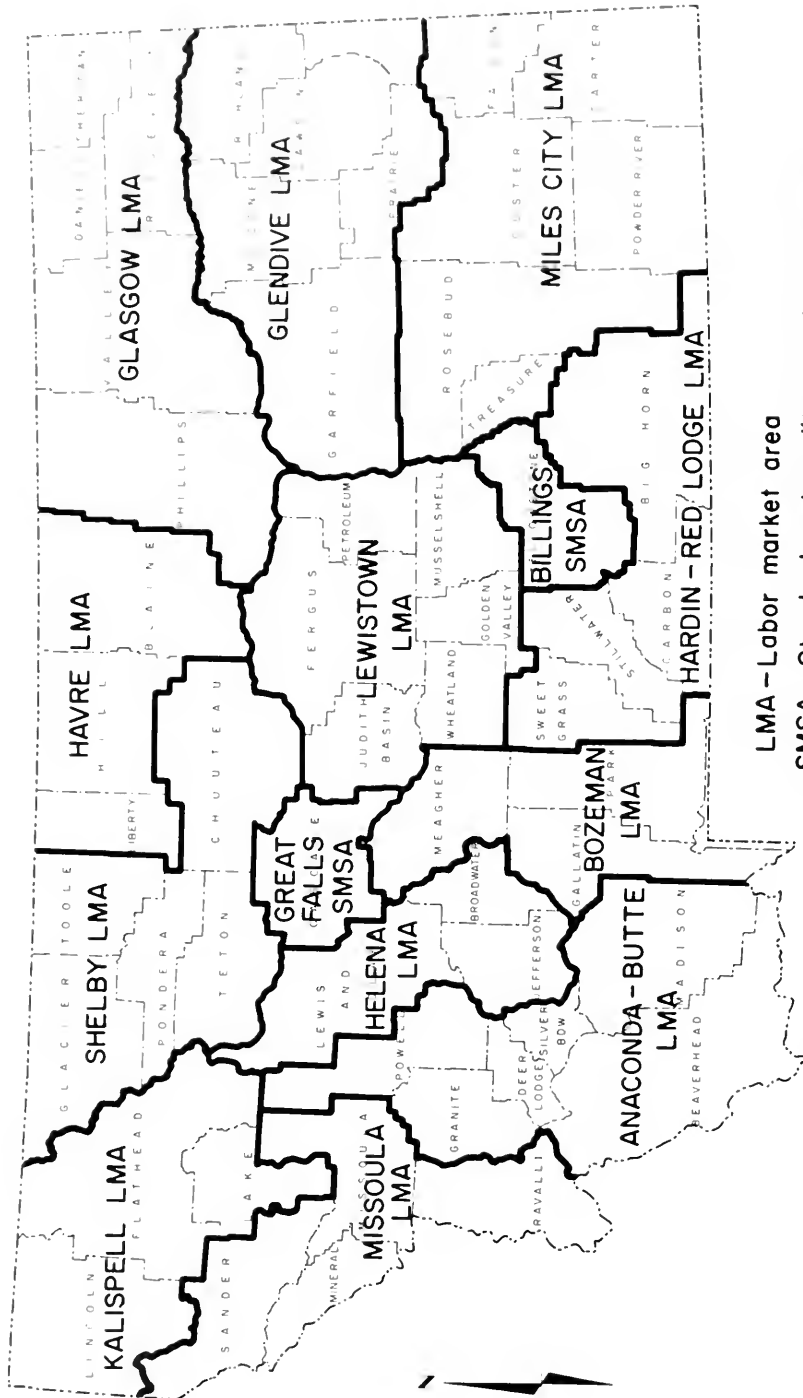 KALISPELL LMA
LINCOLN
FLATHEAD
LAKE
SANDER
MISSOULA
LMA
MINERAL
RAVALLI
SHELBY LMA
GLACIER
TOOLE
PONDERA
TETON
HAVRE LMA
LIBERTY
HILL
BLAINE
CHOUTEAU
GLASGOW LMA
PHILLIPS
VALLEY
GLENDIVE LMA
GARFIELD
PRAIRIE
GREAT
FALLS
SMSA
LEWISTOWN
LMA
FERGUS
PETROLEUM
JUDITH
BASIN
WHEATLAND
GOLDEN
VALLEY
MUSSELSHELL
HELENA
LMA
LEWIS
AND
BROADWATER
JEFFERSON
POWELL
GRANITE
DEER
LODGE
SILVER
BOW
ANACONDA-BUTTE
LMA
BEAVERHEAD
MADISON
BOZEMAN
LMA
MEAGHER
GALLATIN
PARK
BILLINGS
SMSA
HARDIN-RED LODGE LMA
SWEET
GRASS
STILLWATER
CARBON
BIG HORN
MILES CITY LMA
ROSEBUD
TREASURE
CUSTER
POWDER RIVER
LMA-Labor market area